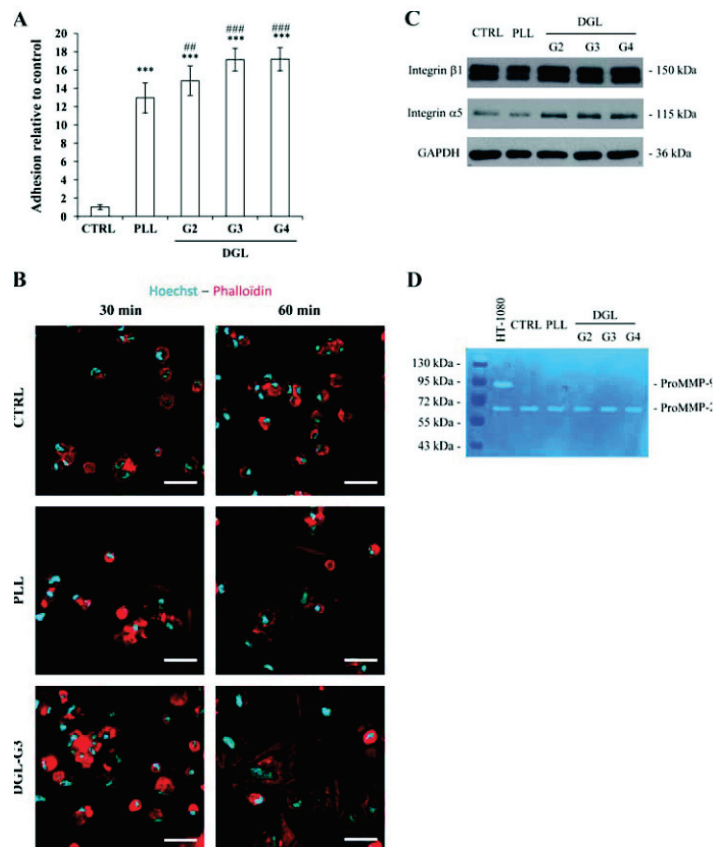 A
Adhesion relative to control
20
18
16
14
12
10
8
6
4
2
0
***
##
***
###
***
###
***
CTRL PLL G2 G3 G4
DGL
B
Hoechst – Phalloïdin
30 min 60 min
CTRL
PLL
DGL-G3
C
DGL
CTRL PLL G2 G3 G4
Integrin β1 - 150 kDa
Integrin α5 - 115 kDa
GAPDH - 36 kDa
D
DGL
HT-1080 CTRL PLL G2 G3 G4
130 kDa -
95 kDa - - ProMMP-9
72 kDa - - ProMMP-2
55 kDa -
43 kDa -